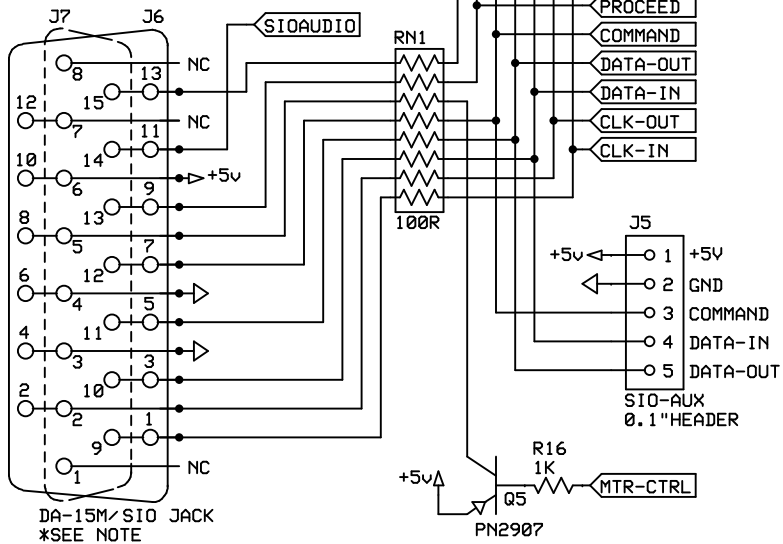 J7
J6
SIOAUDIO
RN1
PROCEED
COMMAND
DATA-OUT
DATA-IN
CLK-OUT
CLK-IN
8
NC
13
15
12
7
NC
11
14
10
6
+5v
9
13
8
5
7
12
6
4
5
11
4
3
3
10
2
2
1
9
1
NC
100R
J5
+5v
1
+5V
2
GND
3
COMMAND
4
DATA-IN
5
DATA-OUT
SIO-AUX
0.1"HEADER
R16
1K
+5v
Q5
MTR-CTRL
PN2907
DA-15M/SIO JACK
*SEE NOTE